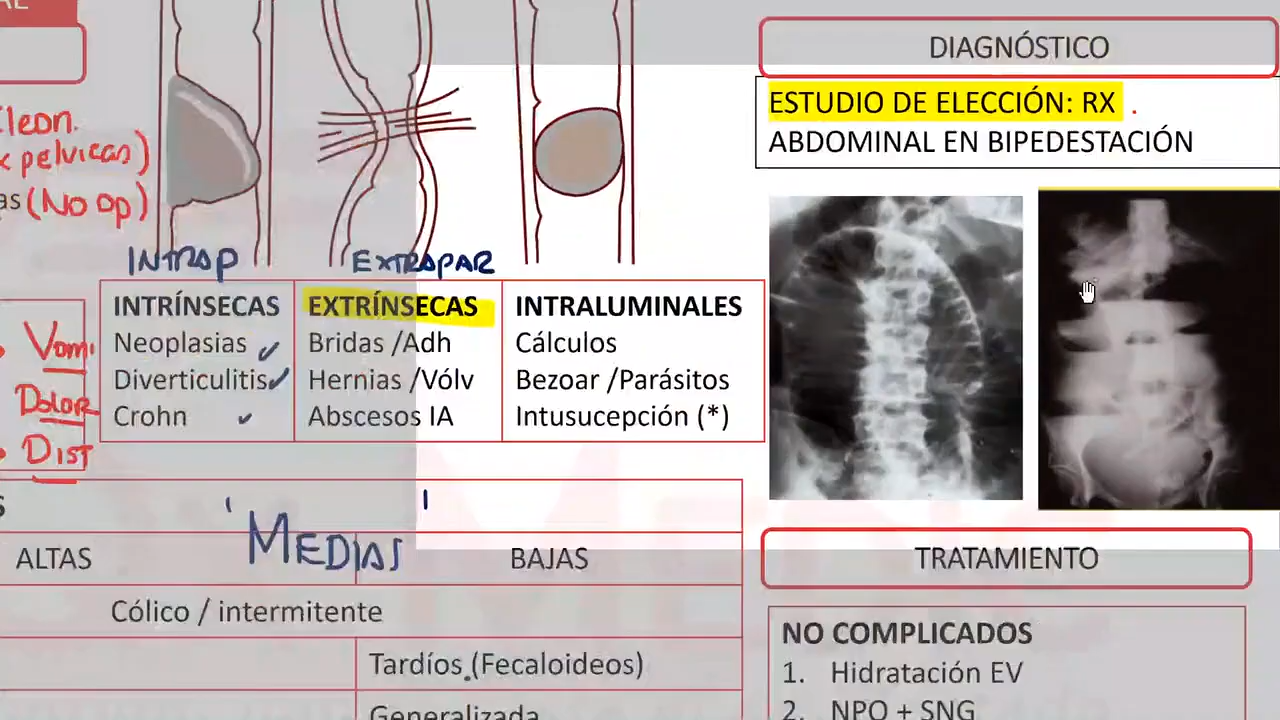 AL
DIAGNÓSTICO
ESTUDIO DE ELECCIÓN: RX
ABDOMINAL EN BIPEDESTACIÓN
pelvicas)
as (No Op)
INTRAP
EXTRAPAR
INTRÍNSECAS
Neoplasias
Diverticulitis
Crohn
EXTRÍNSECAS
Bridas /Adh
Hernias /Vólv
Abscesos IA
INTRALUMINALES
Cálculos
Bezoar /Parásitos
Intusucepción (*)
Vomi
Dolor
DIST
S
'MEDIAS'
ALTAS
BAJAS
Cólico / intermitente
Tardíos (Fecaloideos)
Generalizada
TRATAMIENTO
NO COMPLICADOS
1. Hidratación EV
2. NPO + SNG